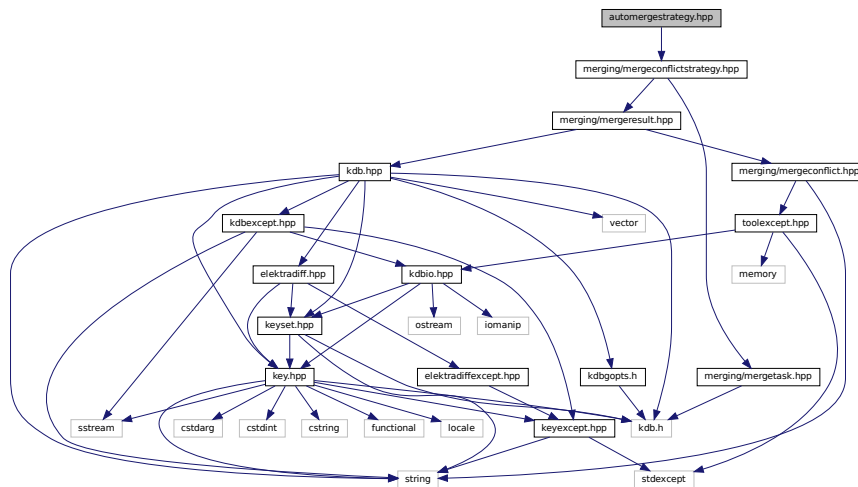 automergestrategy.hpp
merging/mergeconflictstrategy.hpp
merging/mergeresult.hpp
kdb.hpp
merging/mergeconflict.hpp
kdbexcept.hpp
vector
toolexcept.hpp
elektradiff.hpp
kdbio.hpp
memory
keyset.hpp
ostream
iomanip
key.hpp
elektradiffexcept.hpp
kdbgopts.h
merging/mergetask.hpp
sstream
cstdarg
cstdint
cstring
functional
locale
keyexcept.hpp
kdb.h
string
stdexcept